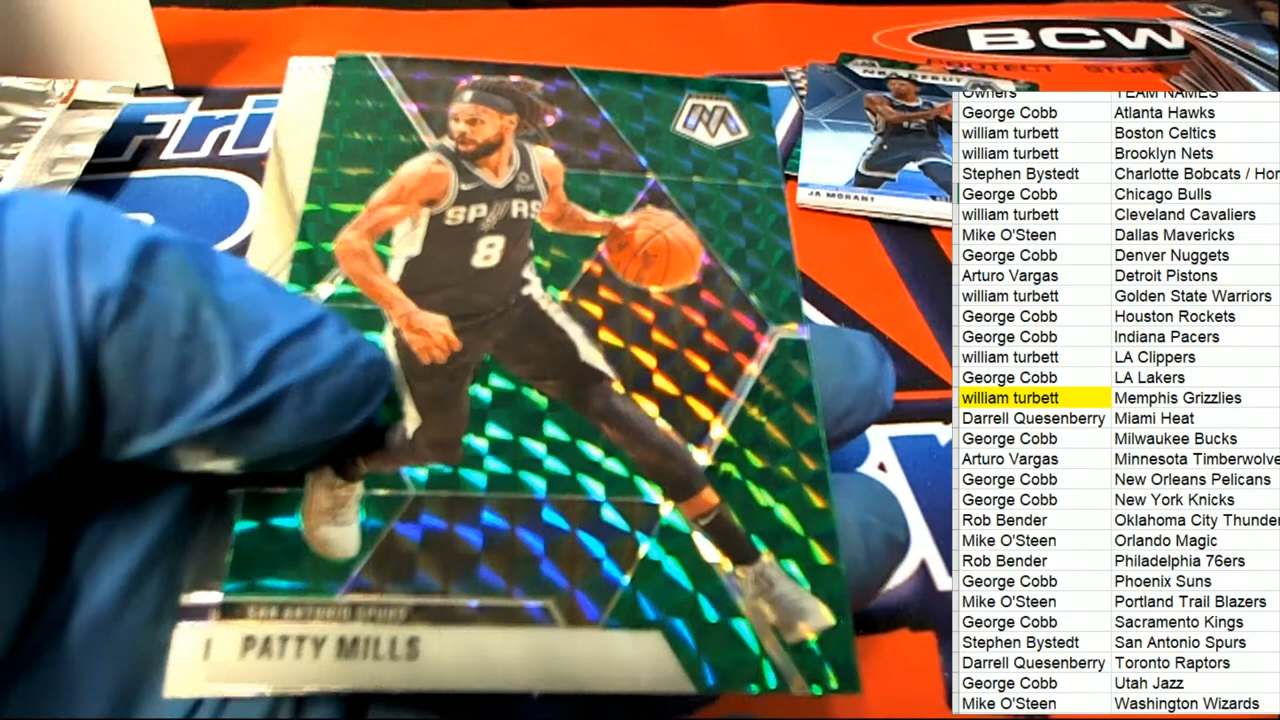 BCW
PROTECT STORE
Fri
NBA DEBUT
JA MORANT
SPURS
8
SAN ANTONIO SPURS
PATTY MILLS
Owners TEAM NAMES
George Cobb Atlanta Hawks
william turbett Boston Celtics
william turbett Brooklyn Nets
Stephen Bystedt Charlotte Bobcats / Hor
George Cobb Chicago Bulls
william turbett Cleveland Cavaliers
Mike O'Steen Dallas Mavericks
George Cobb Denver Nuggets
Arturo Vargas Detroit Pistons
william turbett Golden State Warriors
George Cobb Houston Rockets
George Cobb Indiana Pacers
william turbett LA Clippers
George Cobb LA Lakers
william turbett Memphis Grizzlies
Darrell Quesenberry Miami Heat
George Cobb Milwaukee Bucks
Arturo Vargas Minnesota Timberwolve
George Cobb New Orleans Pelicans
George Cobb New York Knicks
Rob Bender Oklahoma City Thunde
Mike O'Steen Orlando Magic
Rob Bender Philadelphia 76ers
George Cobb Phoenix Suns
Mike O'Steen Portland Trail Blazers
George Cobb Sacramento Kings
Stephen Bystedt San Antonio Spurs
Darrell Quesenberry Toronto Raptors
George Cobb Utah Jazz
Mike O'Steen Washington Wizards